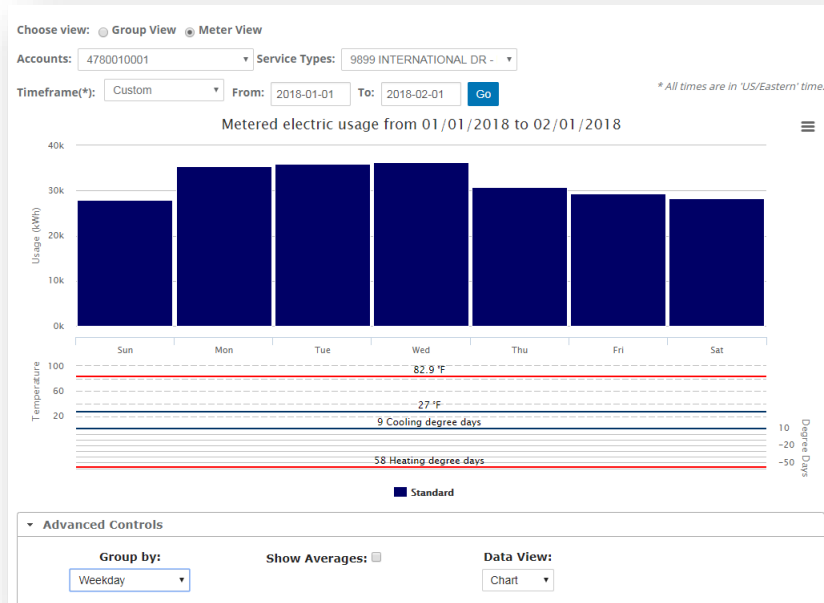 Choose view: Group View Meter View
Accounts: 4780010001 Service Types: 9899 INTERNATIONAL DR -
Timeframe(*): Custom From: 2018-01-01 To: 2018-02-01 Go
* All times are in 'US/Eastern' time.
Metered electric usage from 01/01/2018 to 02/01/2018
40k
30k
20k
10k
0k
Usage (kWh)
Sun Mon Tue Wed Thu Fri Sat
Temperature
100
60
20
82.9 °F
27 °F
9 Cooling degree days
58 Heating degree days
10
-20
-50
Degree Days
Standard
Advanced Controls
Group by: Show Averages: Data View:
Weekday Chart